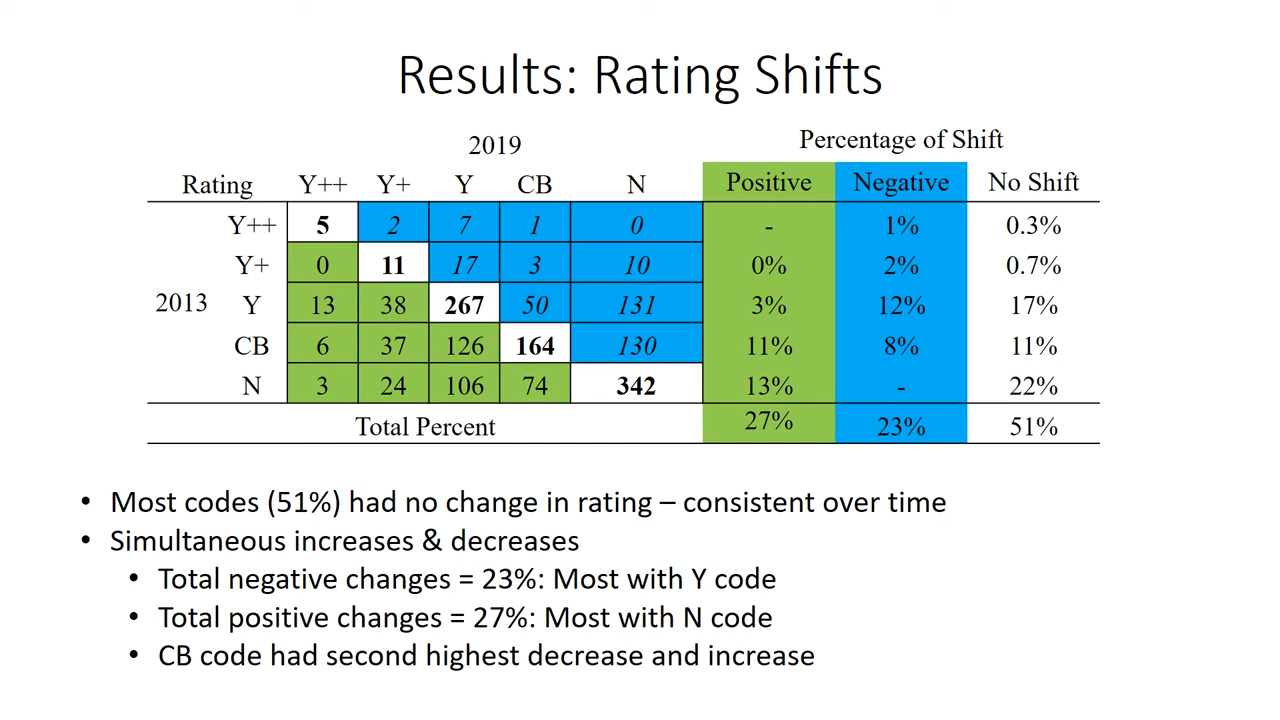 Results: Rating Shifts
2019 Percentage of Shift
Rating Y++ Y+ Y CB N Positive Negative No Shift
Y++ 5 2 7 1 0 - 1% 0.3%
Y+ 0 11 17 3 10 0% 2% 0.7%
2013 Y 13 38 267 50 131 3% 12% 17%
CB 6 37 126 164 130 11% 8% 11%
N 3 24 106 74 342 13% - 22%
Total Percent 27% 23% 51%
• Most codes (51%) had no change in rating – consistent over time
• Simultaneous increases & decreases
• Total negative changes = 23%: Most with Y code
• Total positive changes = 27%: Most with N code
• CB code had second highest decrease and increase